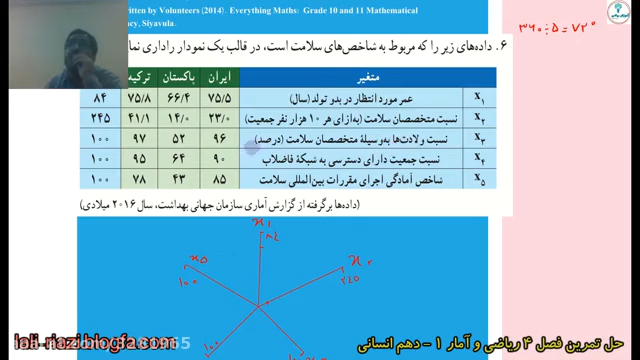 ritten by Volunteers (2014). Everything Maths: Grade 10 and 11 Mathematical
ncy, Siyavula.
۳۶۰ ÷ ۵ = ۷۲°
۶. داده‌های زیر را که مربوط به شاخص‌های سلامت است، در قالب یک نمودار راداری نما
متغیر ایران پاکستان ترکیه
X۱ عمر مورد انتظار در بدو تولد (سال) ۷۵/۵ ۶۶/۴ ۷۵/۸ ۸۴
X۲ نسبت متخصصان سلامت (به‌ازای هر ۱۰ هزار نفر جمعیت) ۲۳/۰ ۱۴/۰ ۴۱/۱ ۲۴۵
X۳ نسبت ولادت‌ها به وسیلهٔ متخصصان سلامت (درصد) ۹۶ ۵۲ ۹۷ ۱۰۰
X۴ نسبت جمعیت دارای دسترسی به شبکهٔ فاضلاب ۹۰ ۶۴ ۹۵ ۱۰۰
X۵ شاخص آمادگی اجرای مقررات بین‌المللی سلامت ۸۵ ۴۳ ۷۸ ۱۰۰
(داده‌ها برگرفته از گزارش آماری سازمان جهانی بهداشت، سال ۲۰۱۶ میلادی)
x۱
۸۴
x۵
۱۰۰
۱۰۰
حل تمرین فصل ۴ ریاضی و آمار ۱ - دهم انسانی